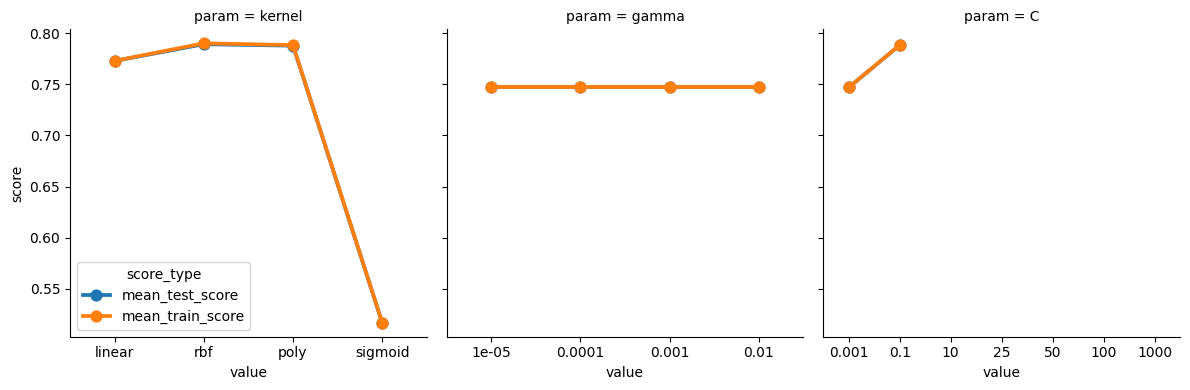 param = kernel
param = gamma
param = C
0.80
0.75
0.70
0.65
0.60
0.55
score
score_type
mean_test_score
mean_train_score
linear rbf poly sigmoid
1e-05 0.0001 0.001 0.01
0.001 0.1 10 25 50 100 1000
value
value
value